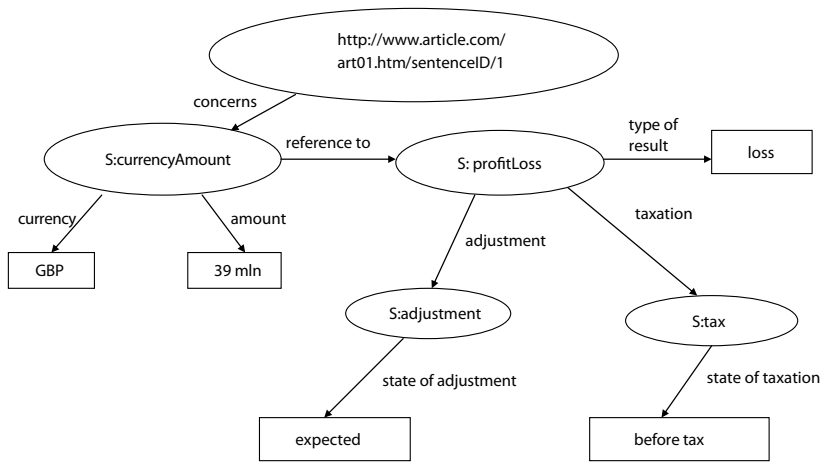 http://www.article.com/
art01.htm/sentenceID/1
concerns
S:currencyAmount
reference to
S: profitLoss
type of
result
loss
currency
amount
GBP
39 mln
adjustment
taxation
S:adjustment
S:tax
state of adjustment
state of taxation
expected
before tax